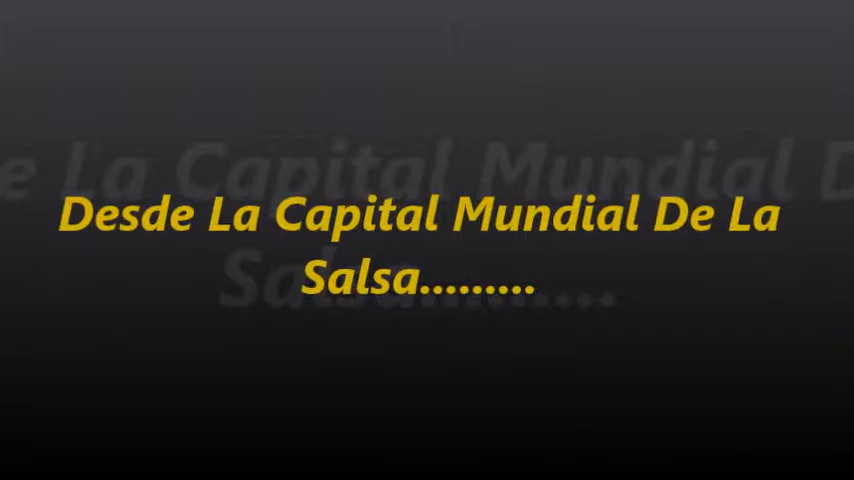 Desde La Capital Mundial De La
Salsa.........